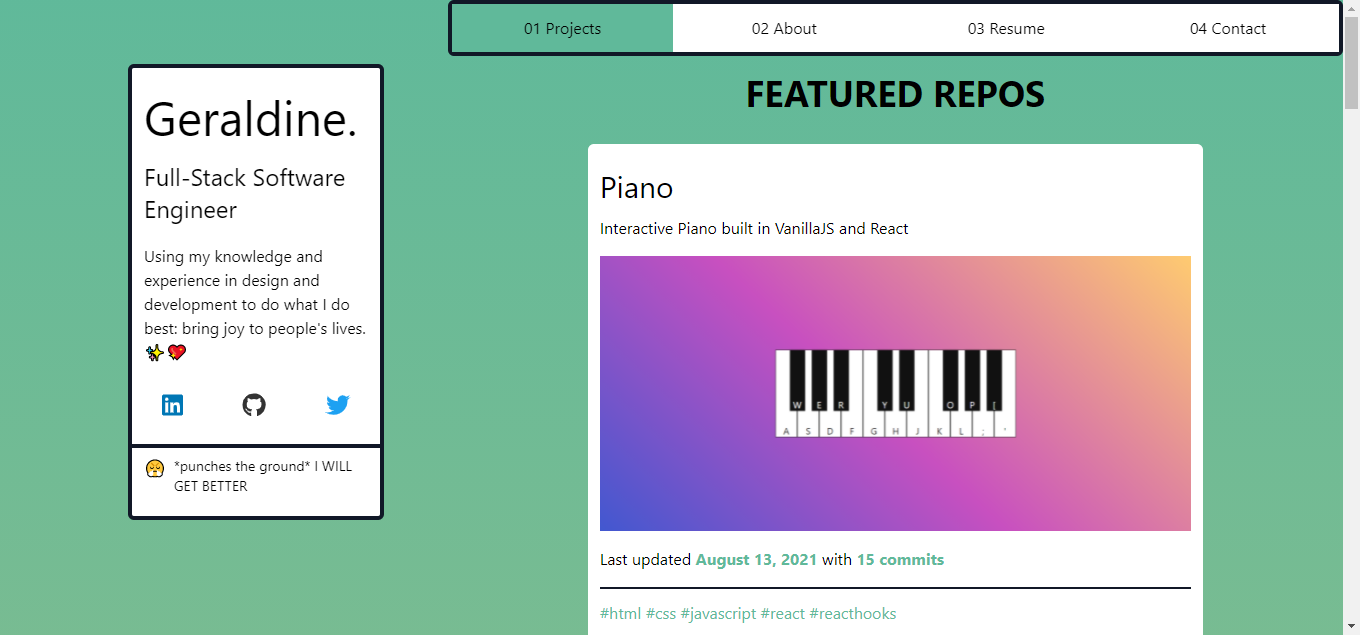 01 Projects
02 About
03 Resume
04 Contact
Geraldine.
Full-Stack Software
Engineer
Using my knowledge and
experience in design and
development to do what I do
best: bring joy to people's lives.
✨💖
in
*punches the ground* I WILL
GET BETTER
FEATURED REPOS
Piano
Interactive Piano built in VanillaJS and React
W E R Y U O P [
A S D F G H J K L ; '
Last updated August 13, 2021 with 15 commits
#html #css #javascript #react #reacthooks